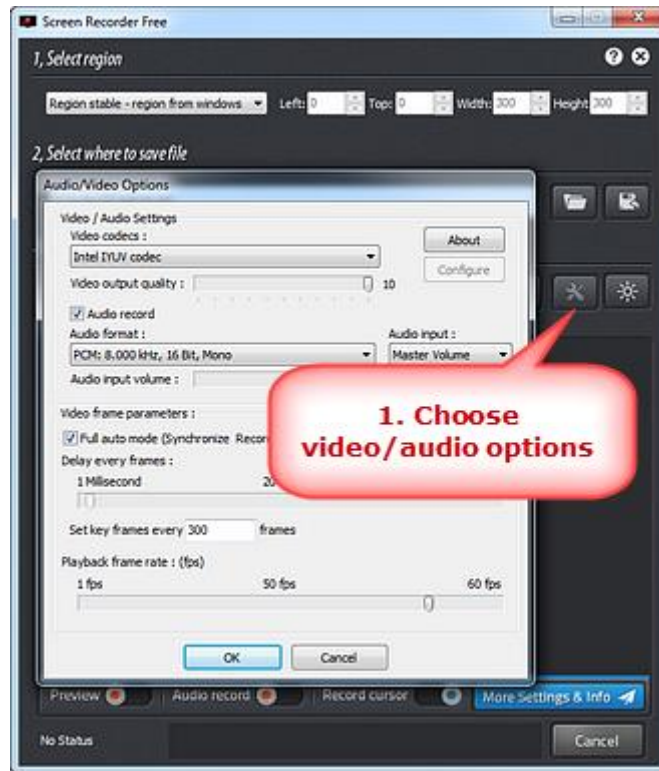 Screen Recorder Free
1, Select region
Region stable - region from windows Left: 0 Top: 0 Width: 300 Height 300
2, Select where to save file
Audio/Video Options
Video / Audio Settings
Video codecs :
About
Intel IYUV codec
Configure
Video output quality : 10
Audio record
Audio format : Audio input :
PCM: 8.000 kHz, 16 Bit, Mono Master Volume
Audio input volume :
1. Choose
video/audio options
Video frame parameters :
Full auto mode (Synchronize Recor
Delay every frames :
1 Millisecond 20
Set key frames every 300 frames
Playback frame rate : (fps)
1 fps 50 fps 60 fps
OK Cancel
Preview Audio record Record cursor More Settings & Info
No Status Cancel